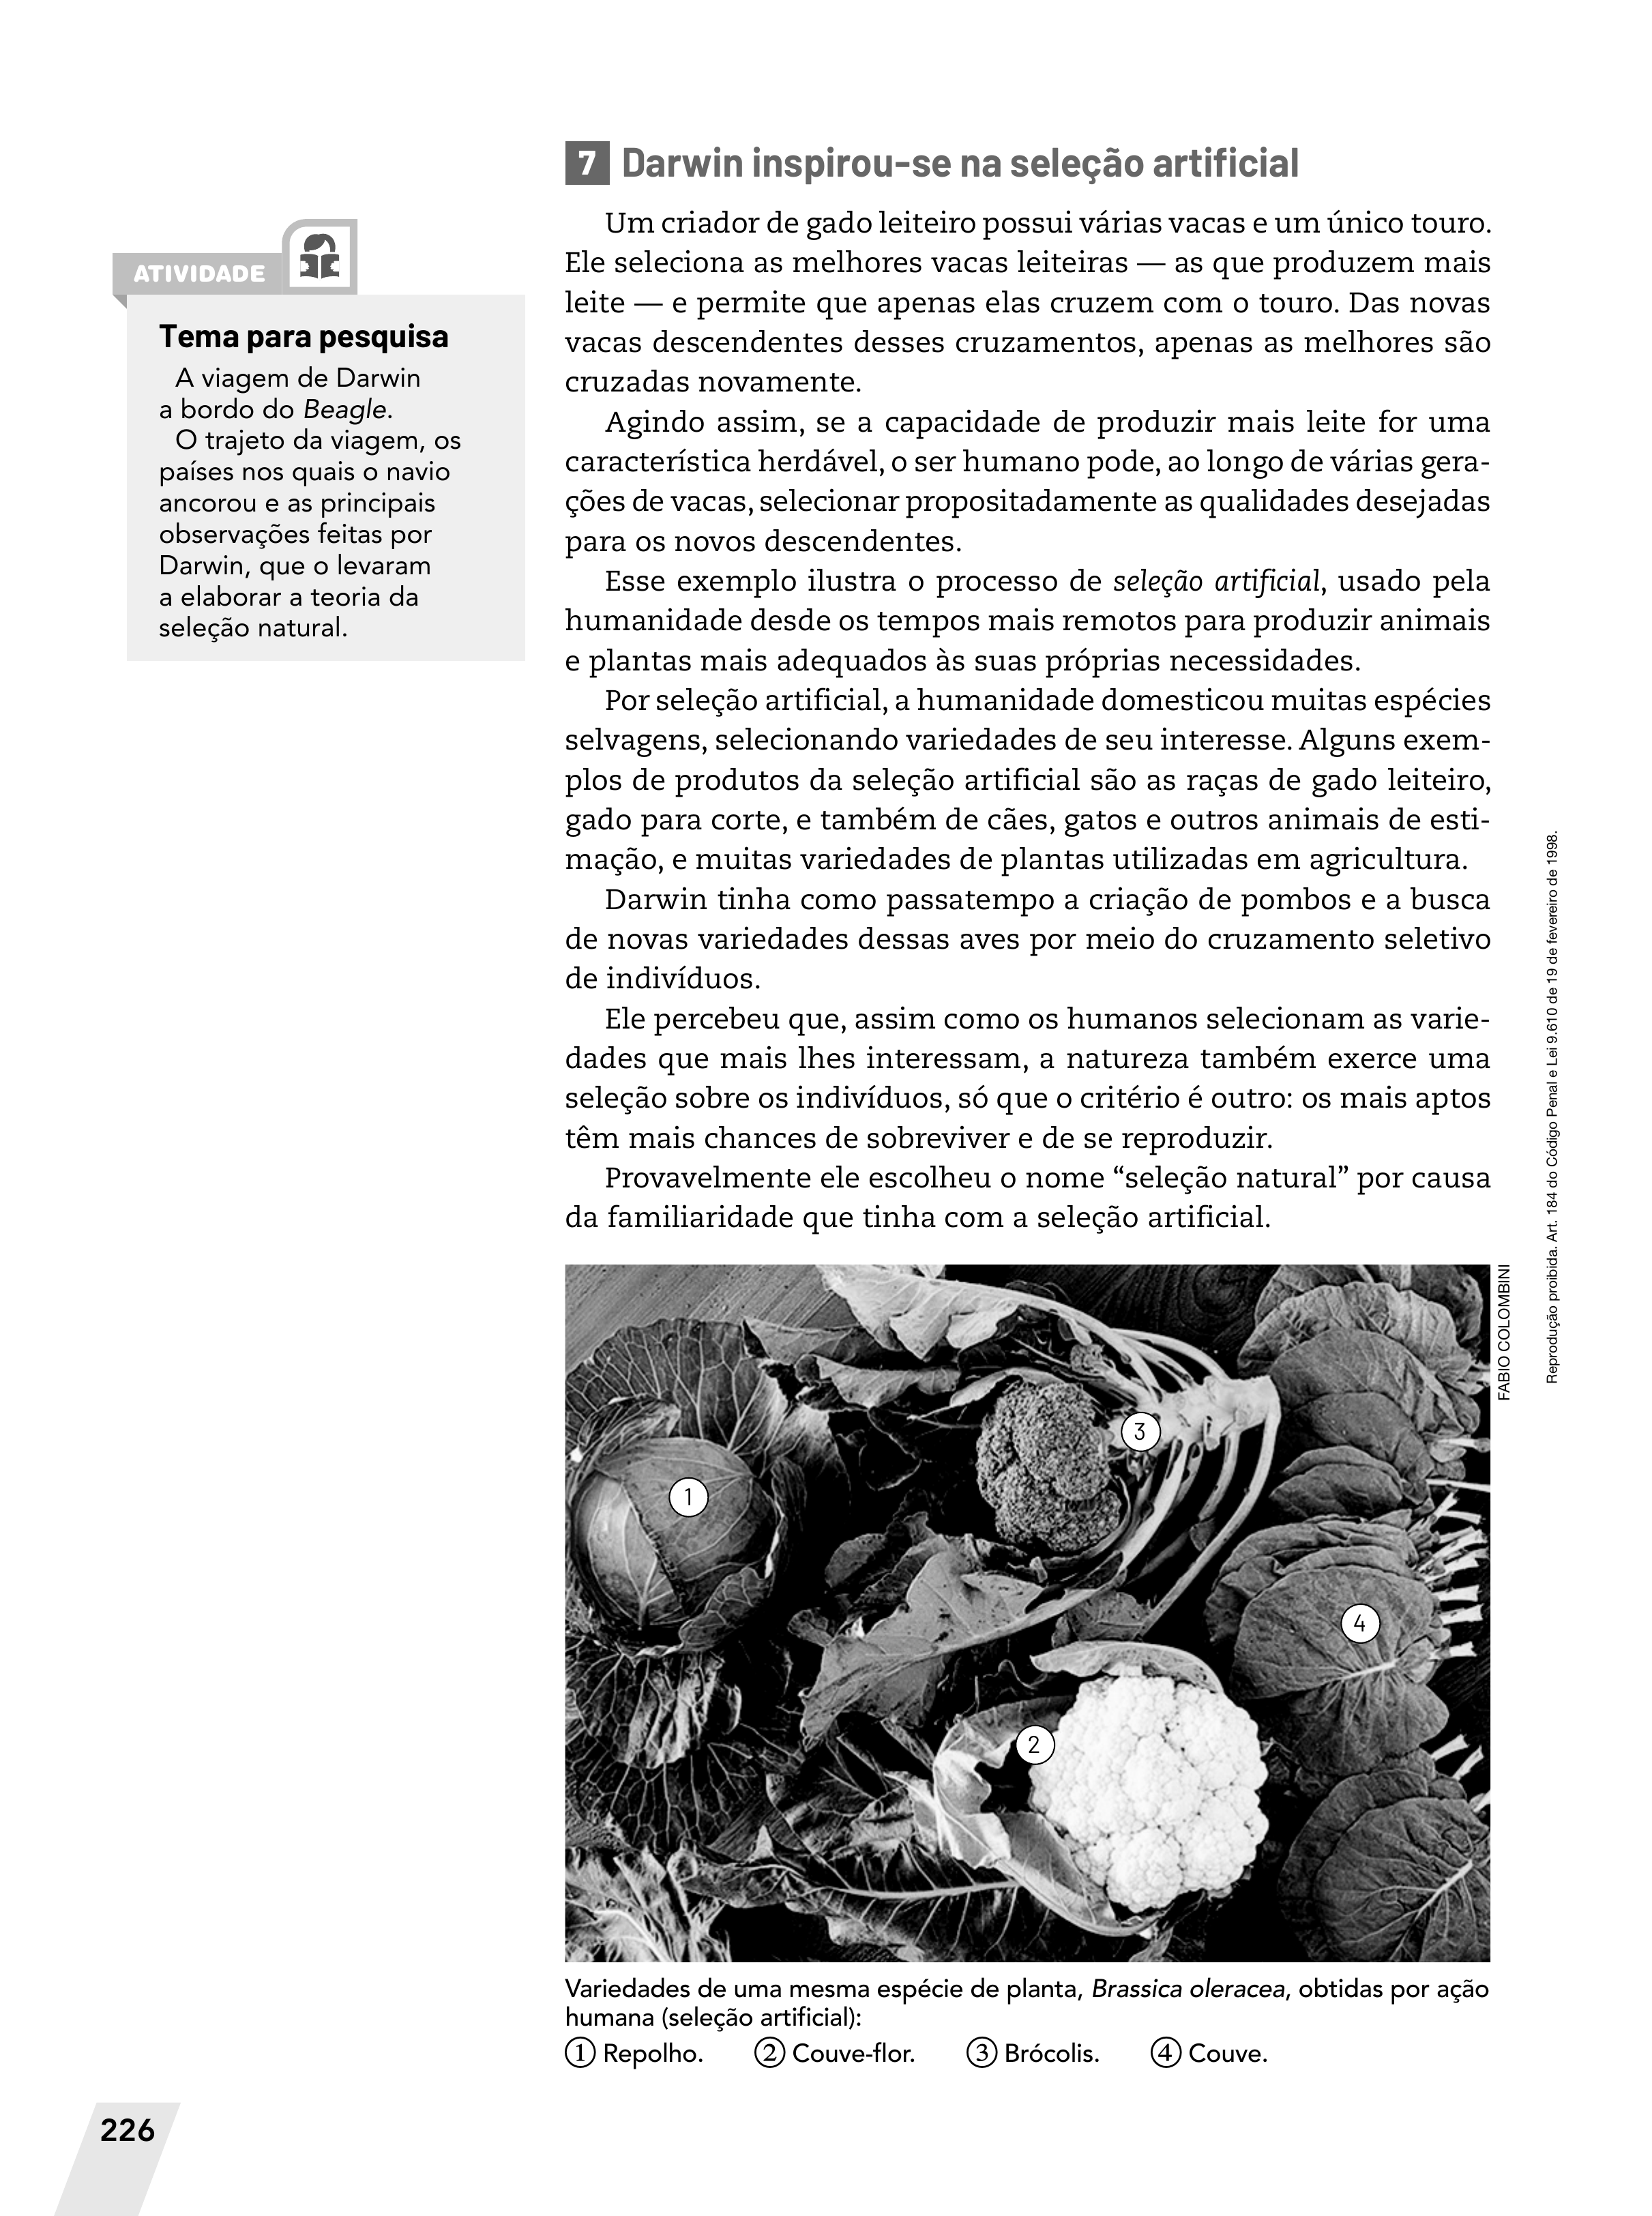 7 Darwin inspirou-se na seleção artificial
Um criador de gado leiteiro possui várias vacas e um único touro.
Ele seleciona as melhores vacas leiteiras — as que produzem mais
leite — e permite que apenas elas cruzem com o touro. Das novas
vacas descendentes desses cruzamentos, apenas as melhores são
cruzadas novamente.
Agindo assim, se a capacidade de produzir mais leite for uma
característica herdável, o ser humano pode, ao longo de várias gera-
ções de vacas, selecionar propositadamente as qualidades desejadas
para os novos descendentes.
Esse exemplo ilustra o processo de seleção artificial, usado pela
humanidade desde os tempos mais remotos para produzir animais
e plantas mais adequados às suas próprias necessidades.
Por seleção artificial, a humanidade domesticou muitas espécies
selvagens, selecionando variedades de seu interesse. Alguns exem-
plos de produtos da seleção artificial são as raças de gado leiteiro,
gado para corte, e também de cães, gatos e outros animais de esti-
mação, e muitas variedades de plantas utilizadas em agricultura.
Darwin tinha como passatempo a criação de pombos e a busca
de novas variedades dessas aves por meio do cruzamento seletivo
de indivíduos.
Ele percebeu que, assim como os humanos selecionam as varie-
dades que mais lhes interessam, a natureza também exerce uma
seleção sobre os indivíduos, só que o critério é outro: os mais aptos
têm mais chances de sobreviver e de se reproduzir.
Provavelmente ele escolheu o nome “seleção natural” por causa
da familiaridade que tinha com a seleção artificial.
ATIVIDADE
Tema para pesquisa
A viagem de Darwin
a bordo do Beagle.
O trajeto da viagem, os
países nos quais o navio
ancorou e as principais
observações feitas por
Darwin, que o levaram
a elaborar a teoria da
seleção natural.
1
3
4
2
FABIO COLOMBINI
Reprodução proibida. Art. 184 do Código Penal e Lei 9.610 de 19 de fevereiro de 1998.
Variedades de uma mesma espécie de planta, Brassica oleracea, obtidas por ação
humana (seleção artificial):
① Repolho. ② Couve-flor. ③ Brócolis. ④ Couve.
226